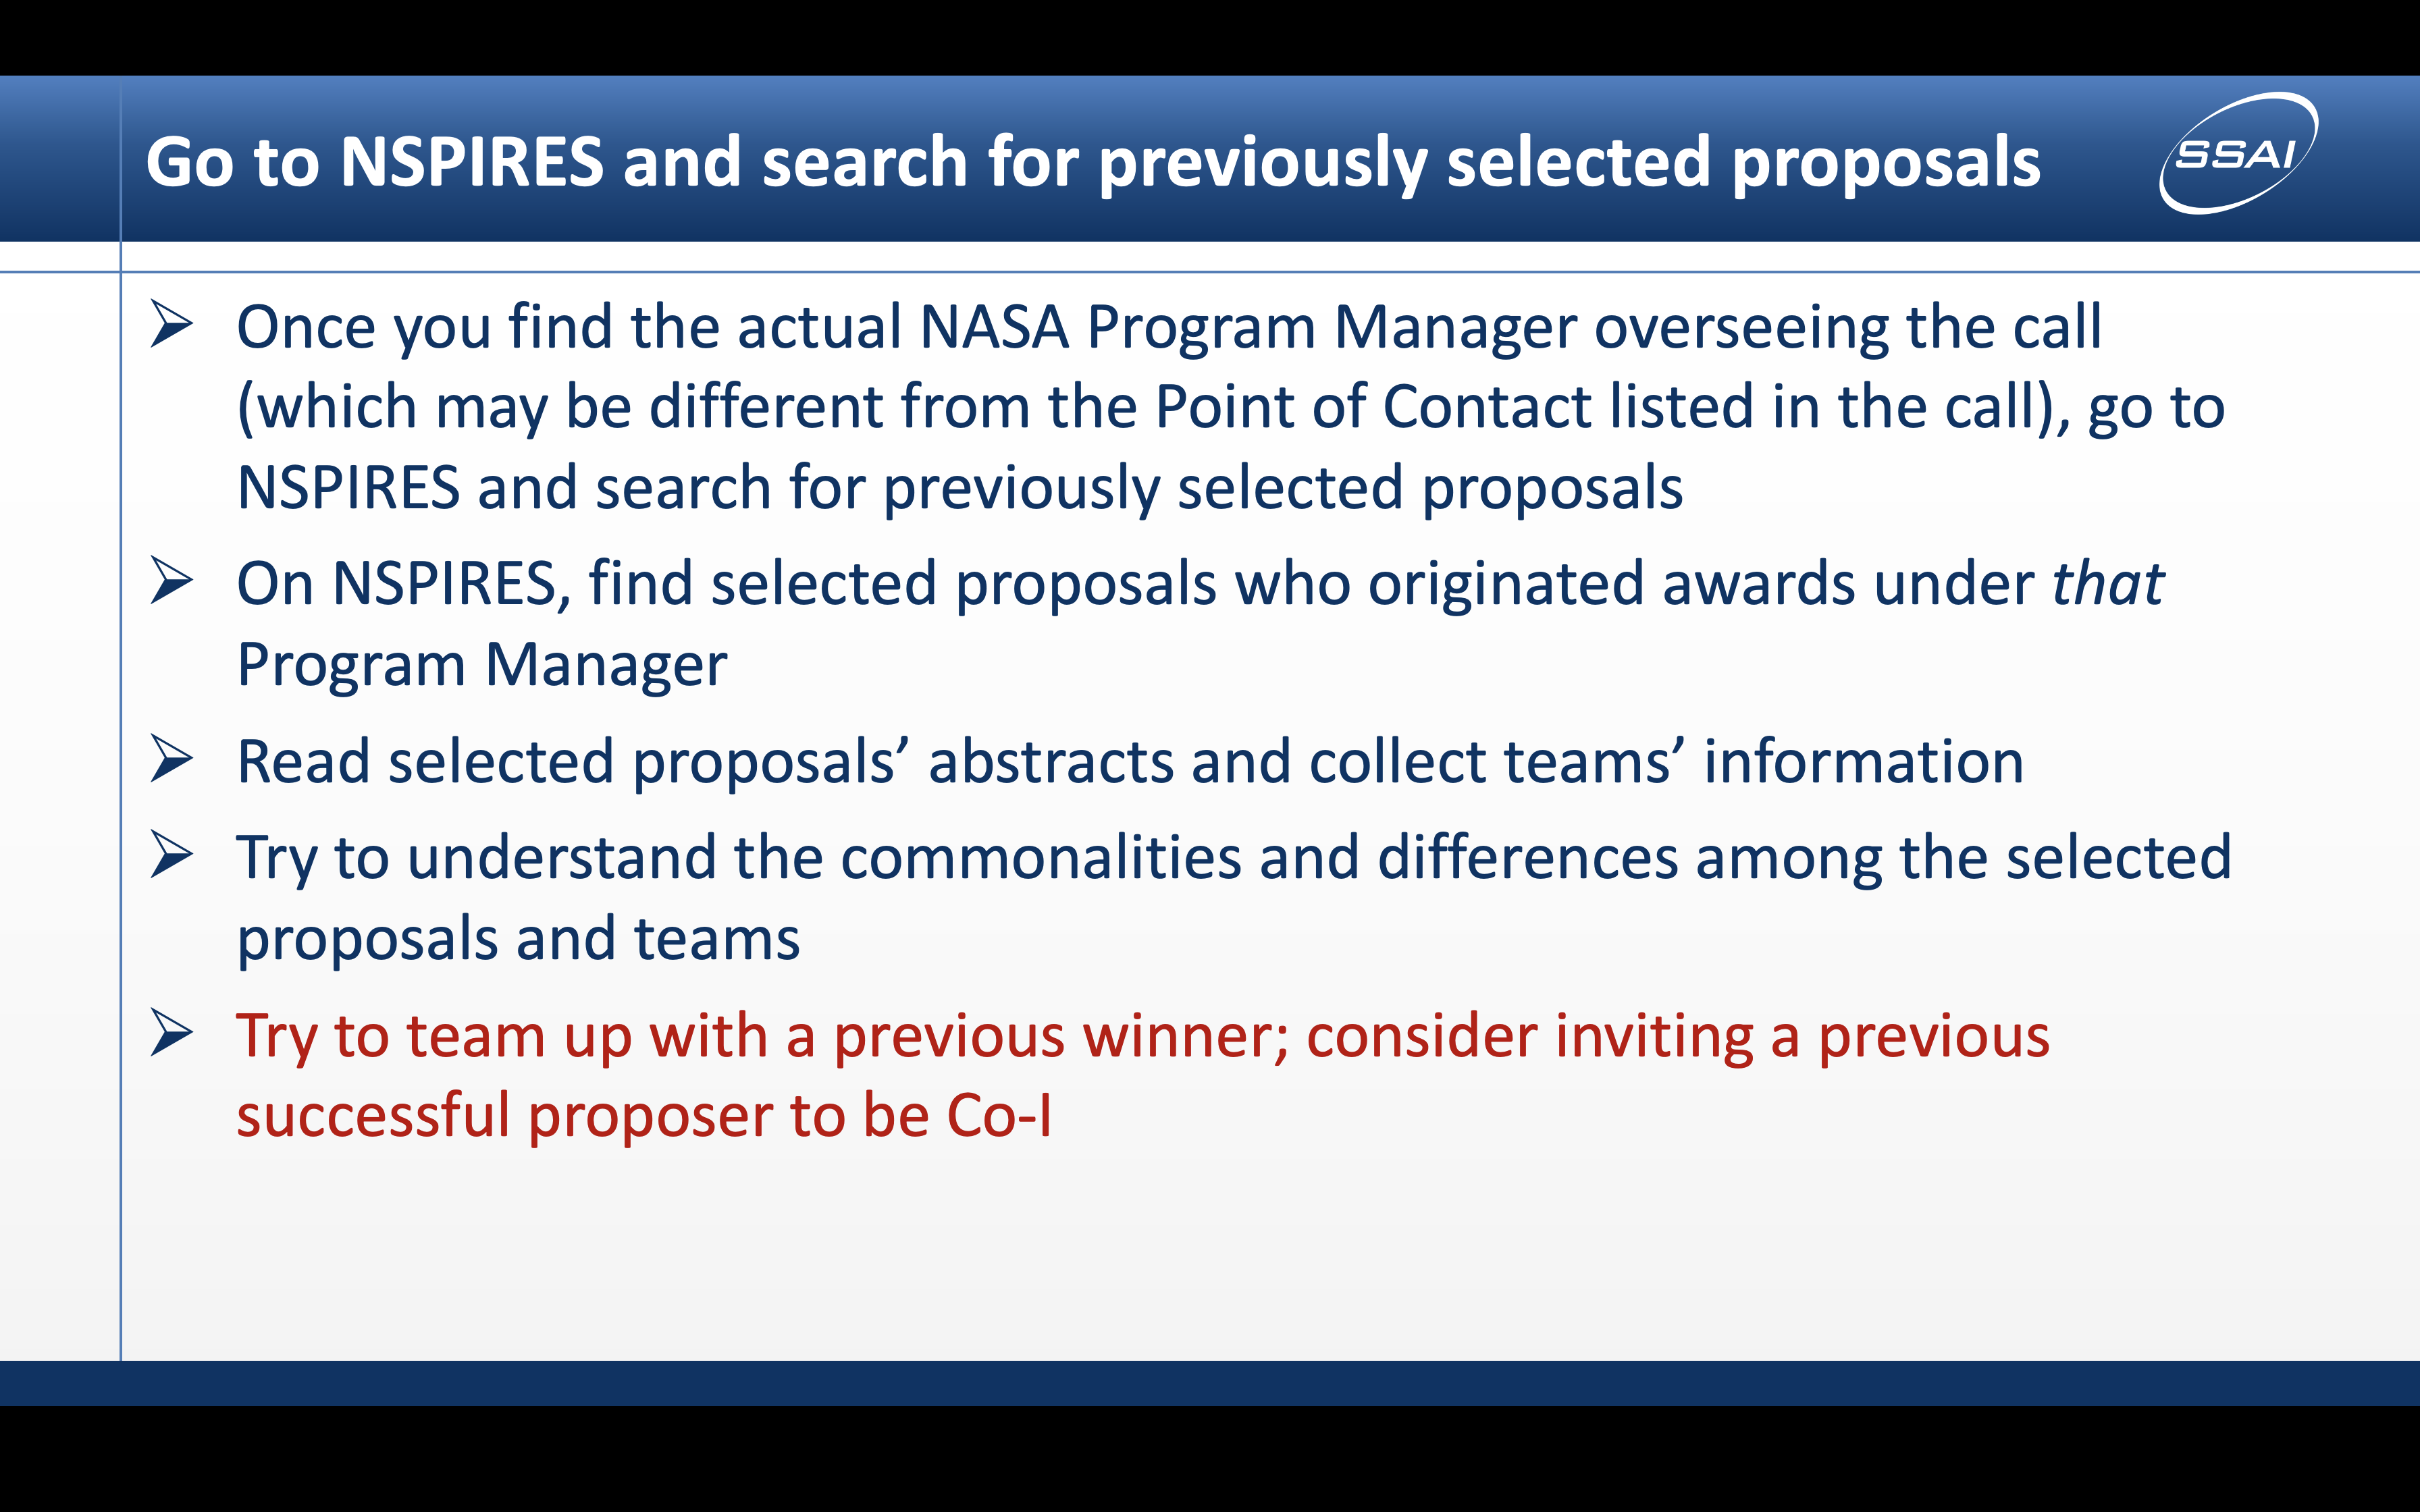 Go to NSPIRES and search for previously selected proposals
SSAI
Once you find the actual NASA Program Manager overseeing the call
(which may be different from the Point of Contact listed in the call), go to
NSPIRES and search for previously selected proposals
On NSPIRES, find selected proposals who originated awards under that
Program Manager
Read selected proposals’ abstracts and collect teams’ information
Try to understand the commonalities and differences among the selected
proposals and teams
Try to team up with a previous winner; consider inviting a previous
successful proposer to be Co-I